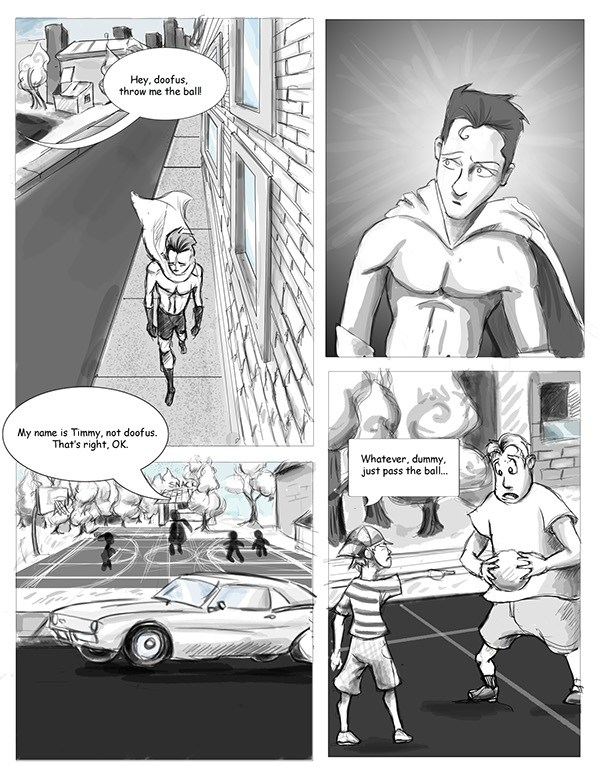 Hey, doofus,
throw me the ball!
My name is Timmy, not doofus.
That's right, OK.
SNACK
Whatever, dummy,
just pass the ball...